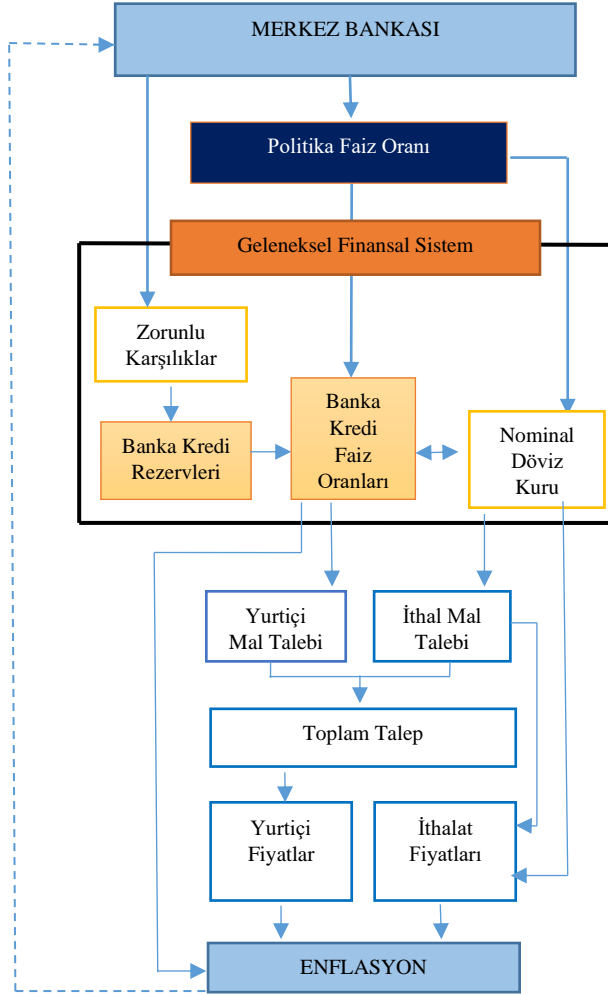 MERKEZ BANKASI
Politika Faiz Oranı
Geleneksel Finansal Sistem
Zorunlu
Karşılıklar
Banka Kredi
Rezervleri
Banka
Kredi
Faiz
Oranları
Nominal
Döviz
Kuru
Yurtiçi
Mal Talebi
İthal Mal
Talebi
Toplam Talep
Yurtiçi
Fiyatlar
İthalat
Fiyatları
ENFLASYON